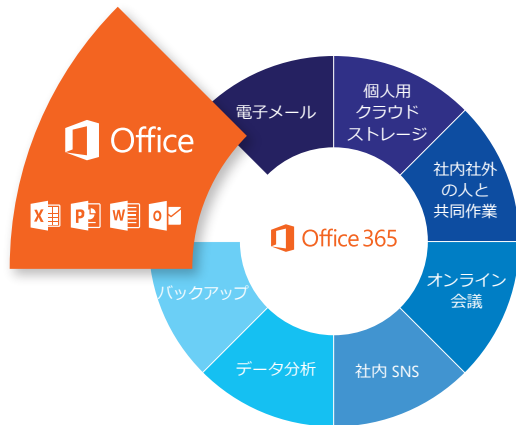 Office
X P W O
電子メール
個人用
クラウド
ストレージ
社内社外
の人と
共同作業
オンライン
会議
社内 SNS
データ分析
バックアップ
Office 365